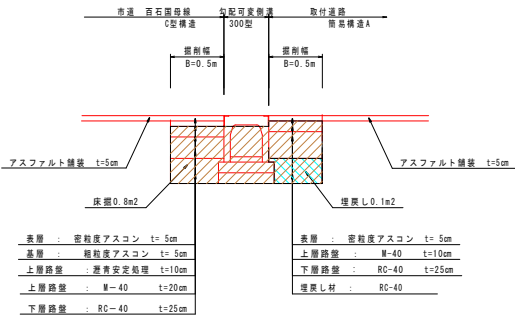 市道　百石国母線　勾配可変側溝　取付道路
C型構造　300型　簡易構造A
掘削幅　掘削幅
B=0.5m　B=0.5m
アスファルト舗装　t=5cm　アスファルト舗装　t=5cm
床掘0.8m2　埋戻し0.1m2
表層　：　密粒度アスコン　t= 5cm
基層　：　粗粒度アスコン　t= 5cm
上層路盤　：瀝青安定処理　t=10cm
上層路盤　：　M－40　t=20cm
下層路盤　：　RC－40　t=25cm
表層　：　密粒度アスコン　t= 5cm
上層路盤　：　M-40　t=10cm
下層路盤　：　RC-40　t=25cm
埋戻し材　：　RC-40